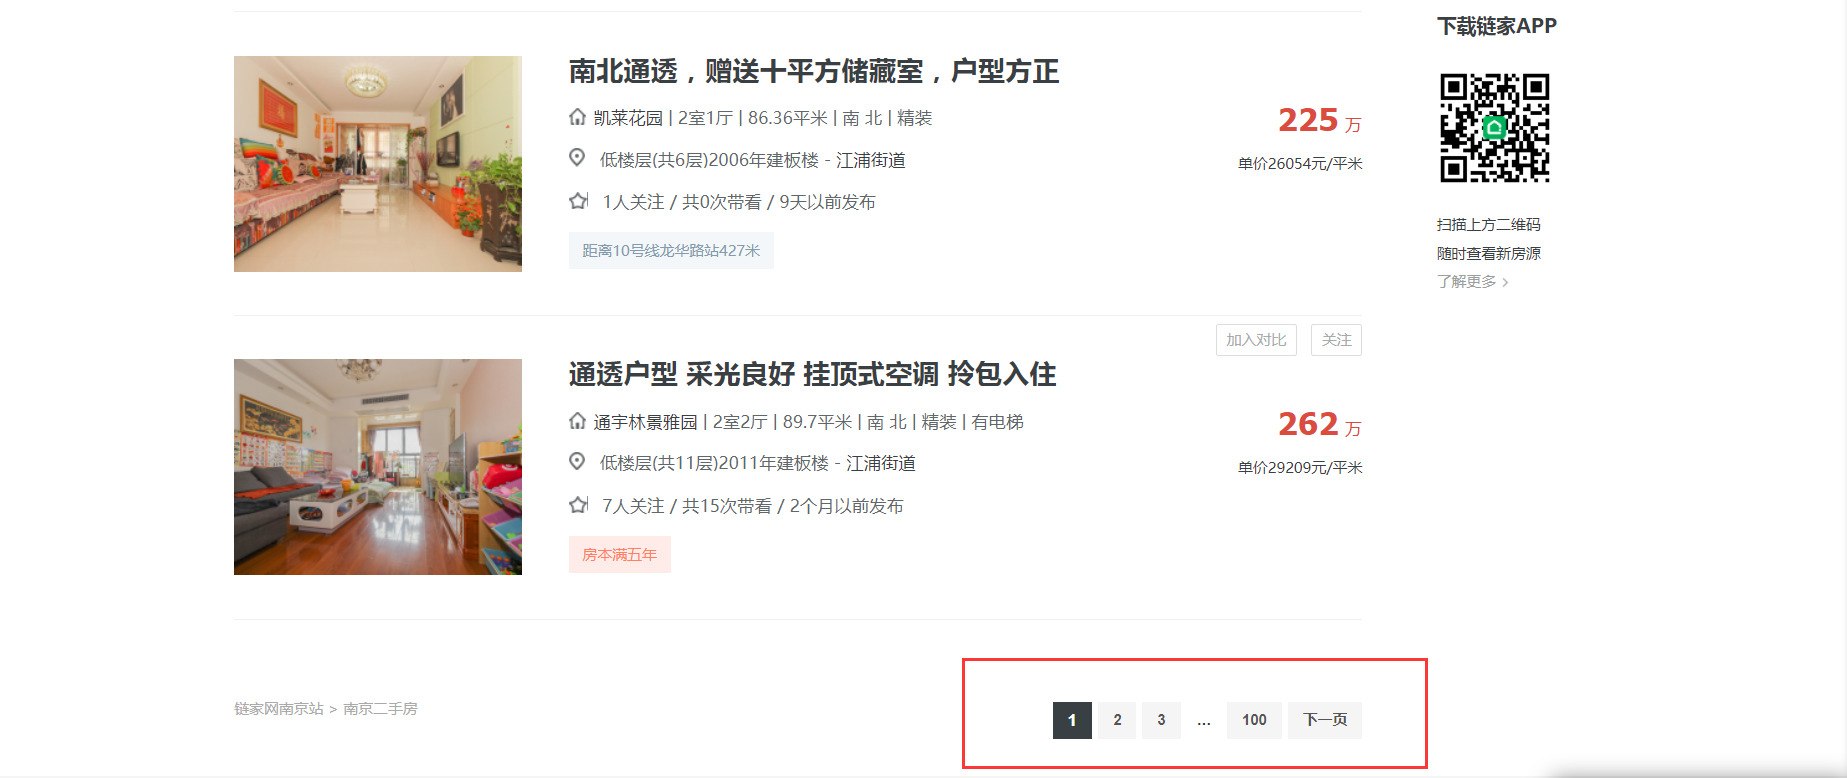 下载链家APP
南北通透，赠送十平方储藏室，户型方正
凯莱花园 | 2室1厅 | 86.36平米 | 南 北 | 精装
225 万
低楼层(共6层)2006年建板楼 - 江浦街道
单价26054元/平米
1人关注 / 共0次带看 / 9天以前发布
距离10号线龙华路站427米
扫描上方二维码
随时查看新房源
了解更多 >
加入对比 关注
通透户型 采光良好 挂顶式空调 拎包入住
通宇林景雅园 | 2室2厅 | 89.7平米 | 南 北 | 精装 | 有电梯
262 万
低楼层(共11层)2011年建板楼 - 江浦街道
单价29209元/平米
7人关注 / 共15次带看 / 2个月以前发布
房本满五年
链家网南京站 > 南京二手房
1 2 3 ... 100 下一页